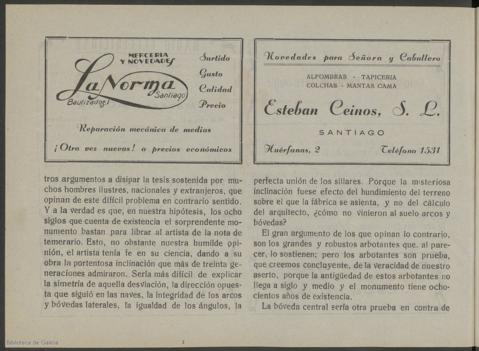 MERCERIA
Y NOVEDADES
La Norma
Santiago
Bautizados, 1
Surtido
Gusto
Calidad
Precio
Reparación mecánica de medias
¡Otra vez nuevas! a precios económicos
Novedades para Señora y Caballero
ALFOMBRAS - TAPICERIA
COLCHAS - MANTAR CAMA
Esteban Ceinos, S. L.
SANTIAGO
Huérfanas, 2 Teléfono 1531
tros argumentos a disipar la tesis sostenida por mu-
chos hombres ilustres, nacionales y extranjeros, que
opinan de este difícil problema en contrario sentido.
Y a la verdad es que, en nuestra hipótesis, los ocho
siglos que cuenta de existencia el sorprendente mo-
numento bastan para librar al artista de la nota de
temerario. Esto, no obstante nuestra humilde opi-
nión, el artista tenía fe en su ciencia, dando a su
obra la portentosa inclinación que más de treinta ge-
neraciones admiraron. Sería más difícil de explicar
la simetría de aquella desviación, la dirección opues-
ta que siguió en las naves, la integridad de los arcos
y bóvedas laterales, la igualdad de los ángulos, la
perfecta unión de los sillares. Porque la misteriosa
inclinación fuese efecto del hundimiento del terreno
sobre el que la fábrica se asienta, y no del cálculo
del arquitecto, ¿cómo no vinieron al suelo arcos y
bóvedas?
El gran argumento de los que opinan lo contrario,
son los grandes y robustos arbotantes que, al pare-
cer, lo sostienen; pero los arbotantes son prueba,
que creemos concluyente, de la veracidad de nuestro
aserto, porque la antigüedad de estos arbotantes no
llega a siglo y medio y el monumento tiene ocho-
cientos años de existencia.
La bóveda central sería otra prueba en contra de
Biblioteca de Galicia